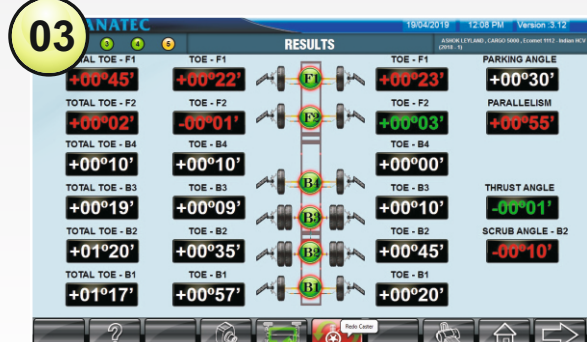 03
MANATEC
19/04/2019 12:08 PM Version :3.12
3 4 5
RESULTS
ASHOK LEYLAND , CARGO 5000 , Ecomet 1112 - Indian HCV
(2018 - 1)
TOTAL TOE - F1 TOE - F1 TOE - F1 PARKING ANGLE
+00º45' +00º22' F1 +00º23' +00º30'
TOTAL TOE - F2 TOE - F2 TOE - F2 PARALLELISM
+00º02' -00º01' F2 +00º03' +00º55'
TOTAL TOE - B4 TOE - B4 TOE - B4
+00º10' +00º10' B4 +00º00'
TOTAL TOE - B3 TOE - B3 TOE - B3 THRUST ANGLE
+00º19' +00º09' B3 +00º10' -00º01'
TOTAL TOE - B2 TOE - B2 TOE - B2 SCRUB ANGLE - B2
+01º20' +00º35' B2 +00º45' -00º10'
TOTAL TOE - B1 TOE - B1 TOE - B1
+01º17' +00º57' B1 +00º20'
?
Redo Caster